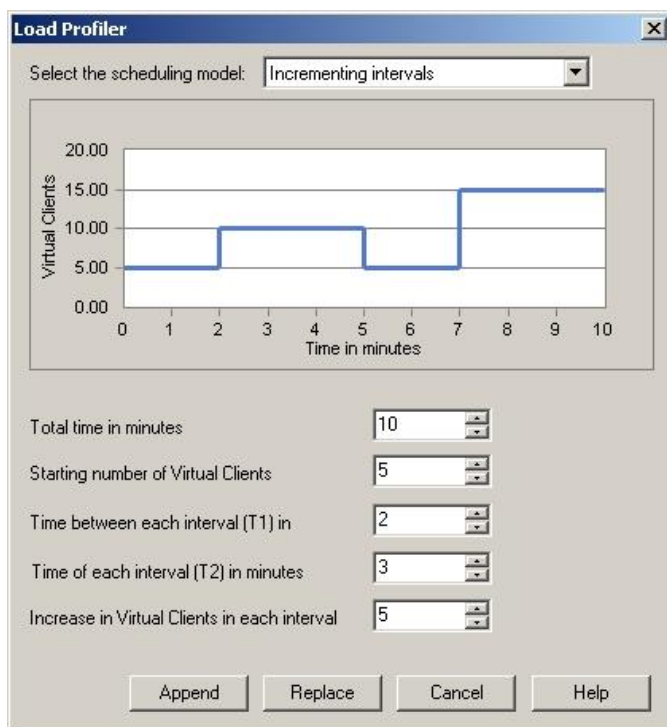 Load Profiler
Select the scheduling model: Incrementing intervals
20.00
15.00
10.00
5.00
0.00
Virtual Clients
0 1 2 3 4 5 6 7 8 9 10
Time in minutes
Total time in minutes 10
Starting number of Virtual Clients 5
Time between each interval (T1) in 2
Time of each interval (T2) in minutes 3
Increase in Virtual Clients in each interval 5
Append Replace Cancel Help